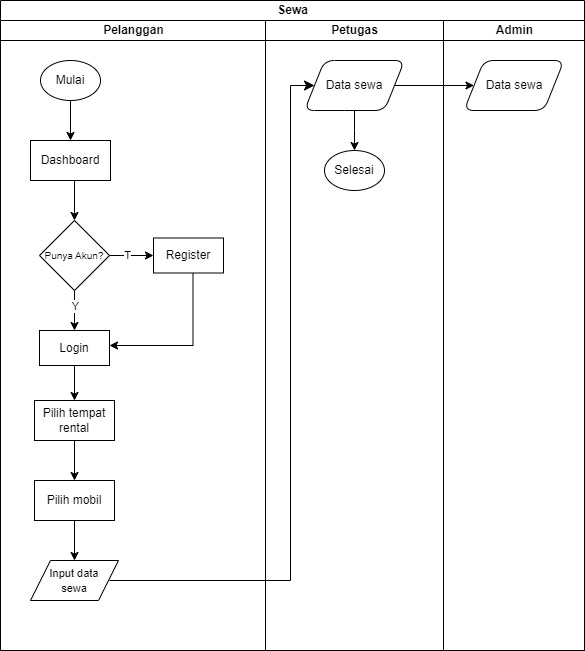 Sewa
Pelanggan
Petugas
Admin
Mulai
Dashboard
Punya Akun?
T
Register
Y
Login
Pilih tempat
rental
Pilih mobil
Input data
sewa
Data sewa
Selesai
Data sewa